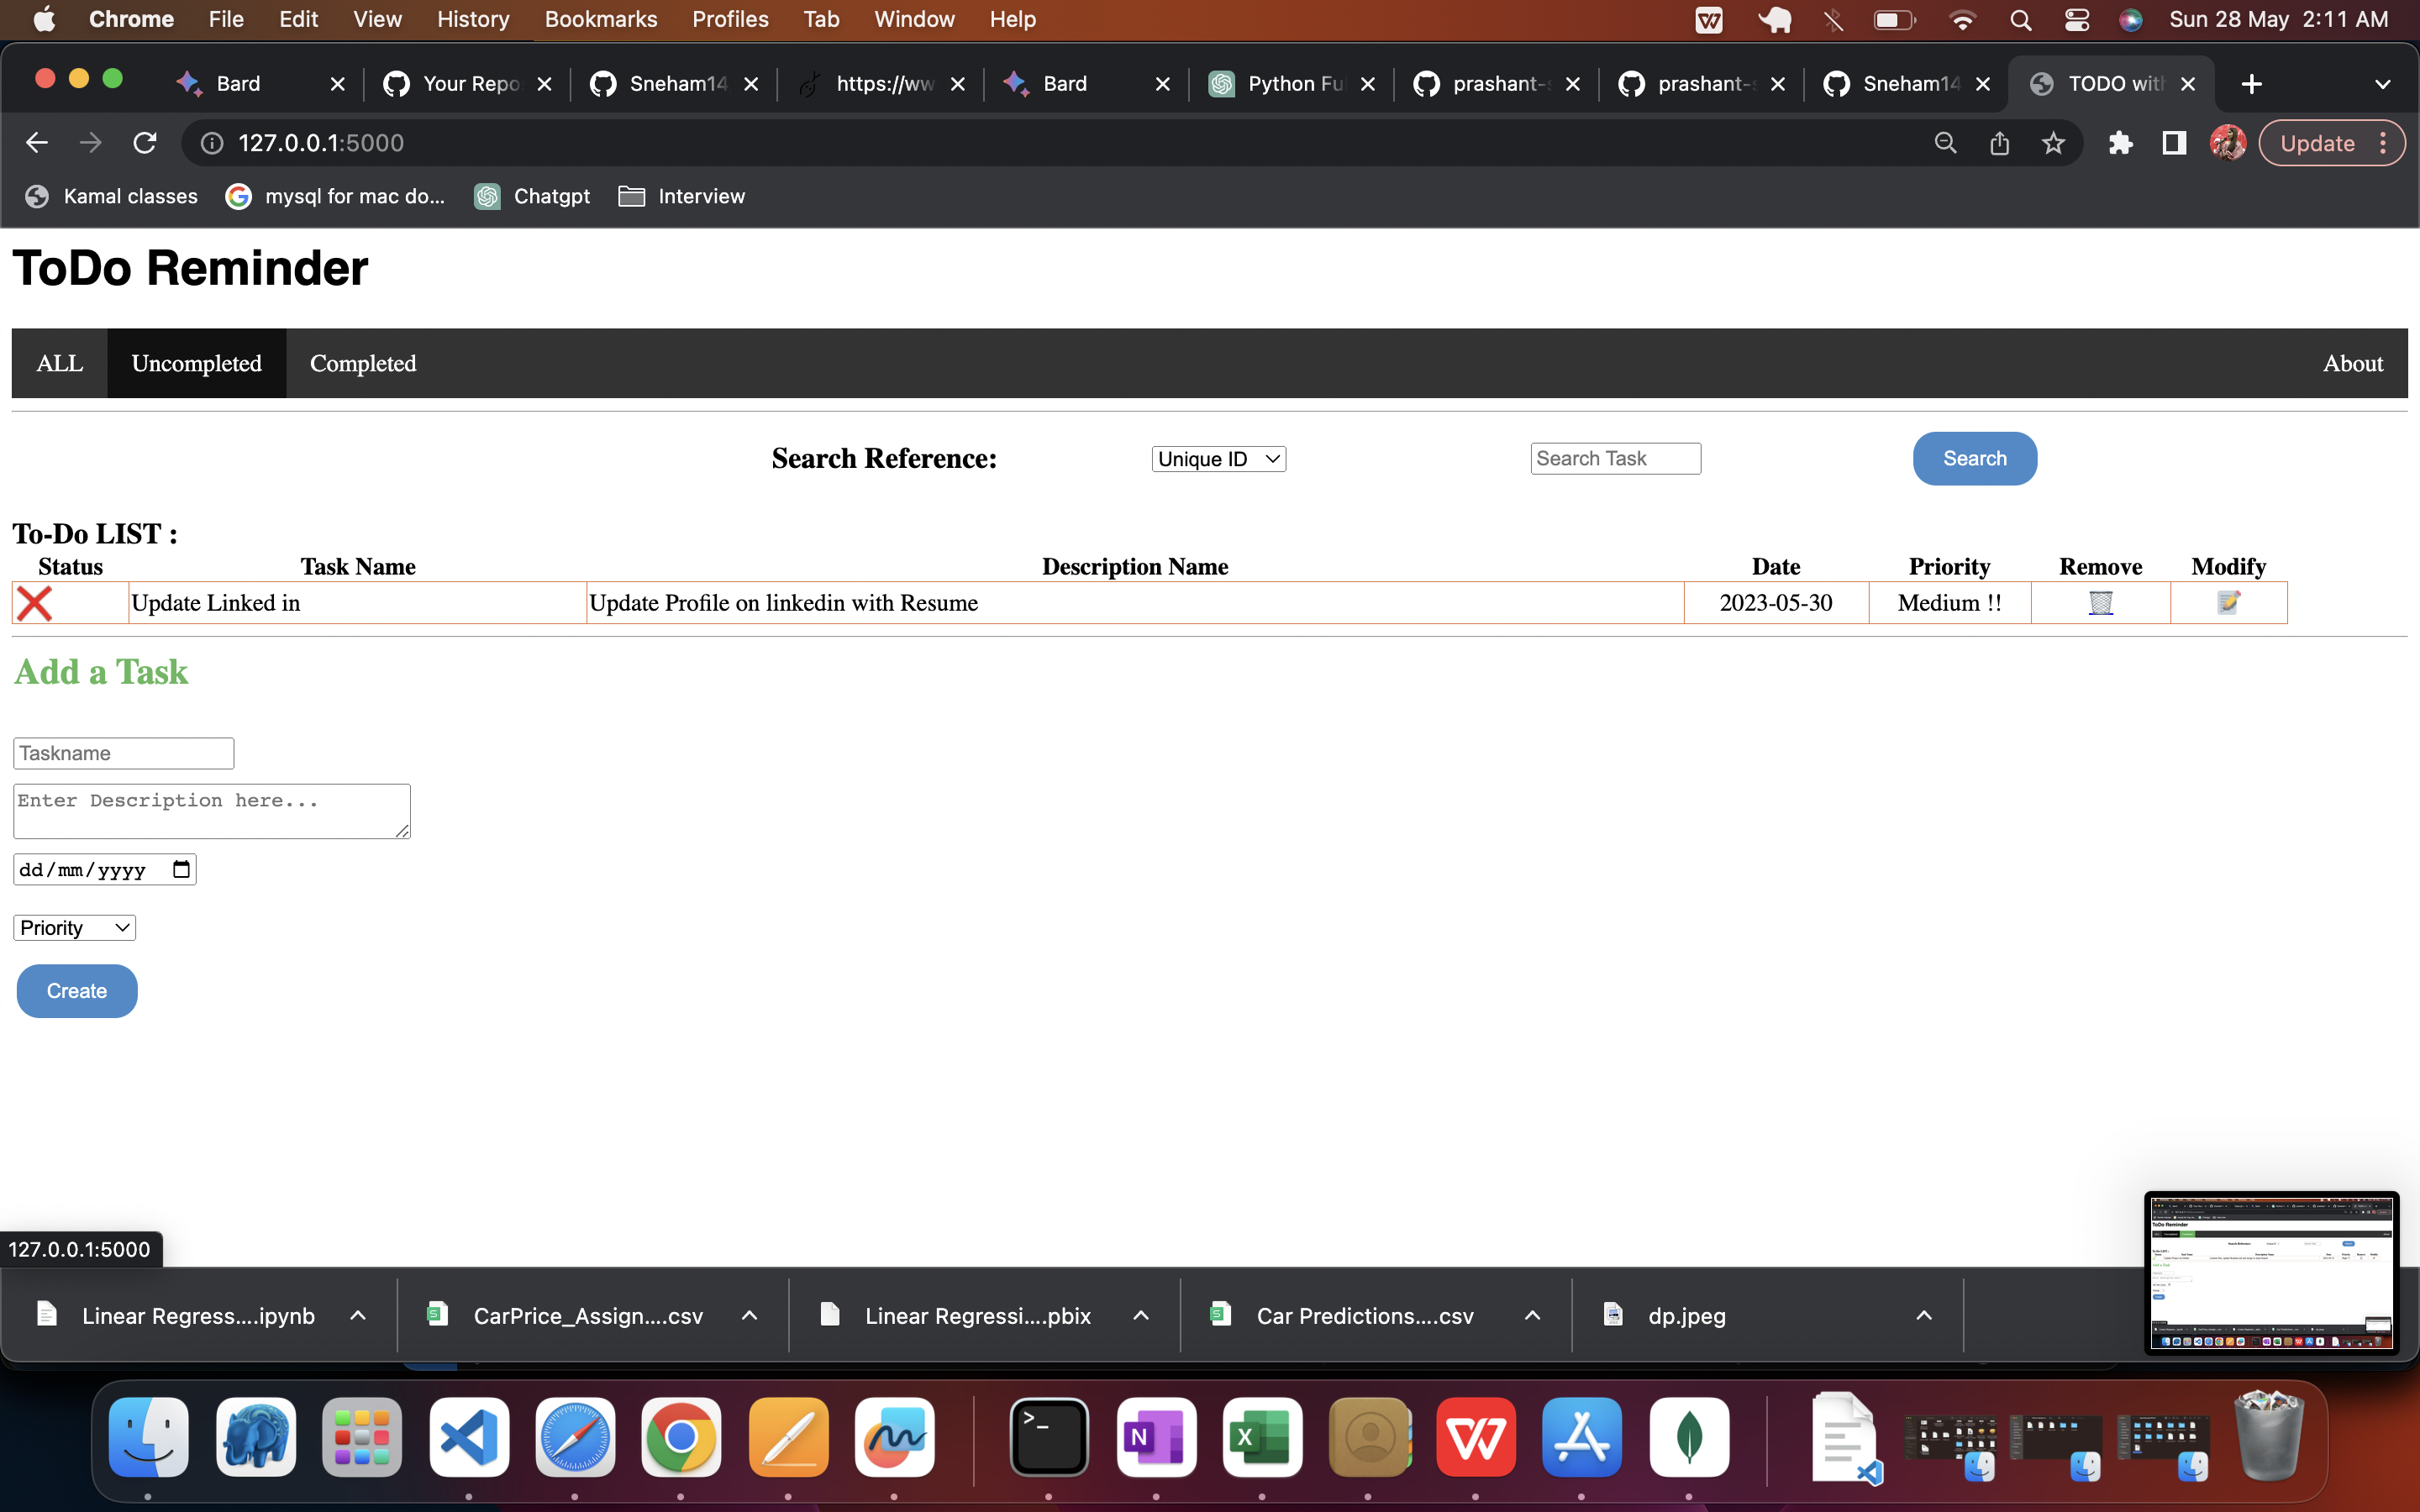 Chrome File Edit View History Bookmarks Profiles Tab Window Help Sun 28 May 2:11 AM
Bard Your Repo Sneham14 https://ww Bard Python Ful prashant-s prashant-s Sneham14 TODO with
127.0.0.1:5000 Update
Kamal classes mysql for mac do... Chatgpt Interview
ToDo Reminder
ALL Uncompleted Completed About
Search Reference: Unique ID Search Task Search
To-Do LIST :
Status Task Name Description Name Date Priority Remove Modify
Update Linked in Update Profile on linkedin with Resume 2023-05-30 Medium !!
Add a Task
Taskname
Enter Description here...
dd/mm/yyyy
Priority
Create
127.0.0.1:5000
Linear Regress....ipynb CarPrice_Assign....csv Linear Regressi....pbix Car Predictions....csv dp.jpeg